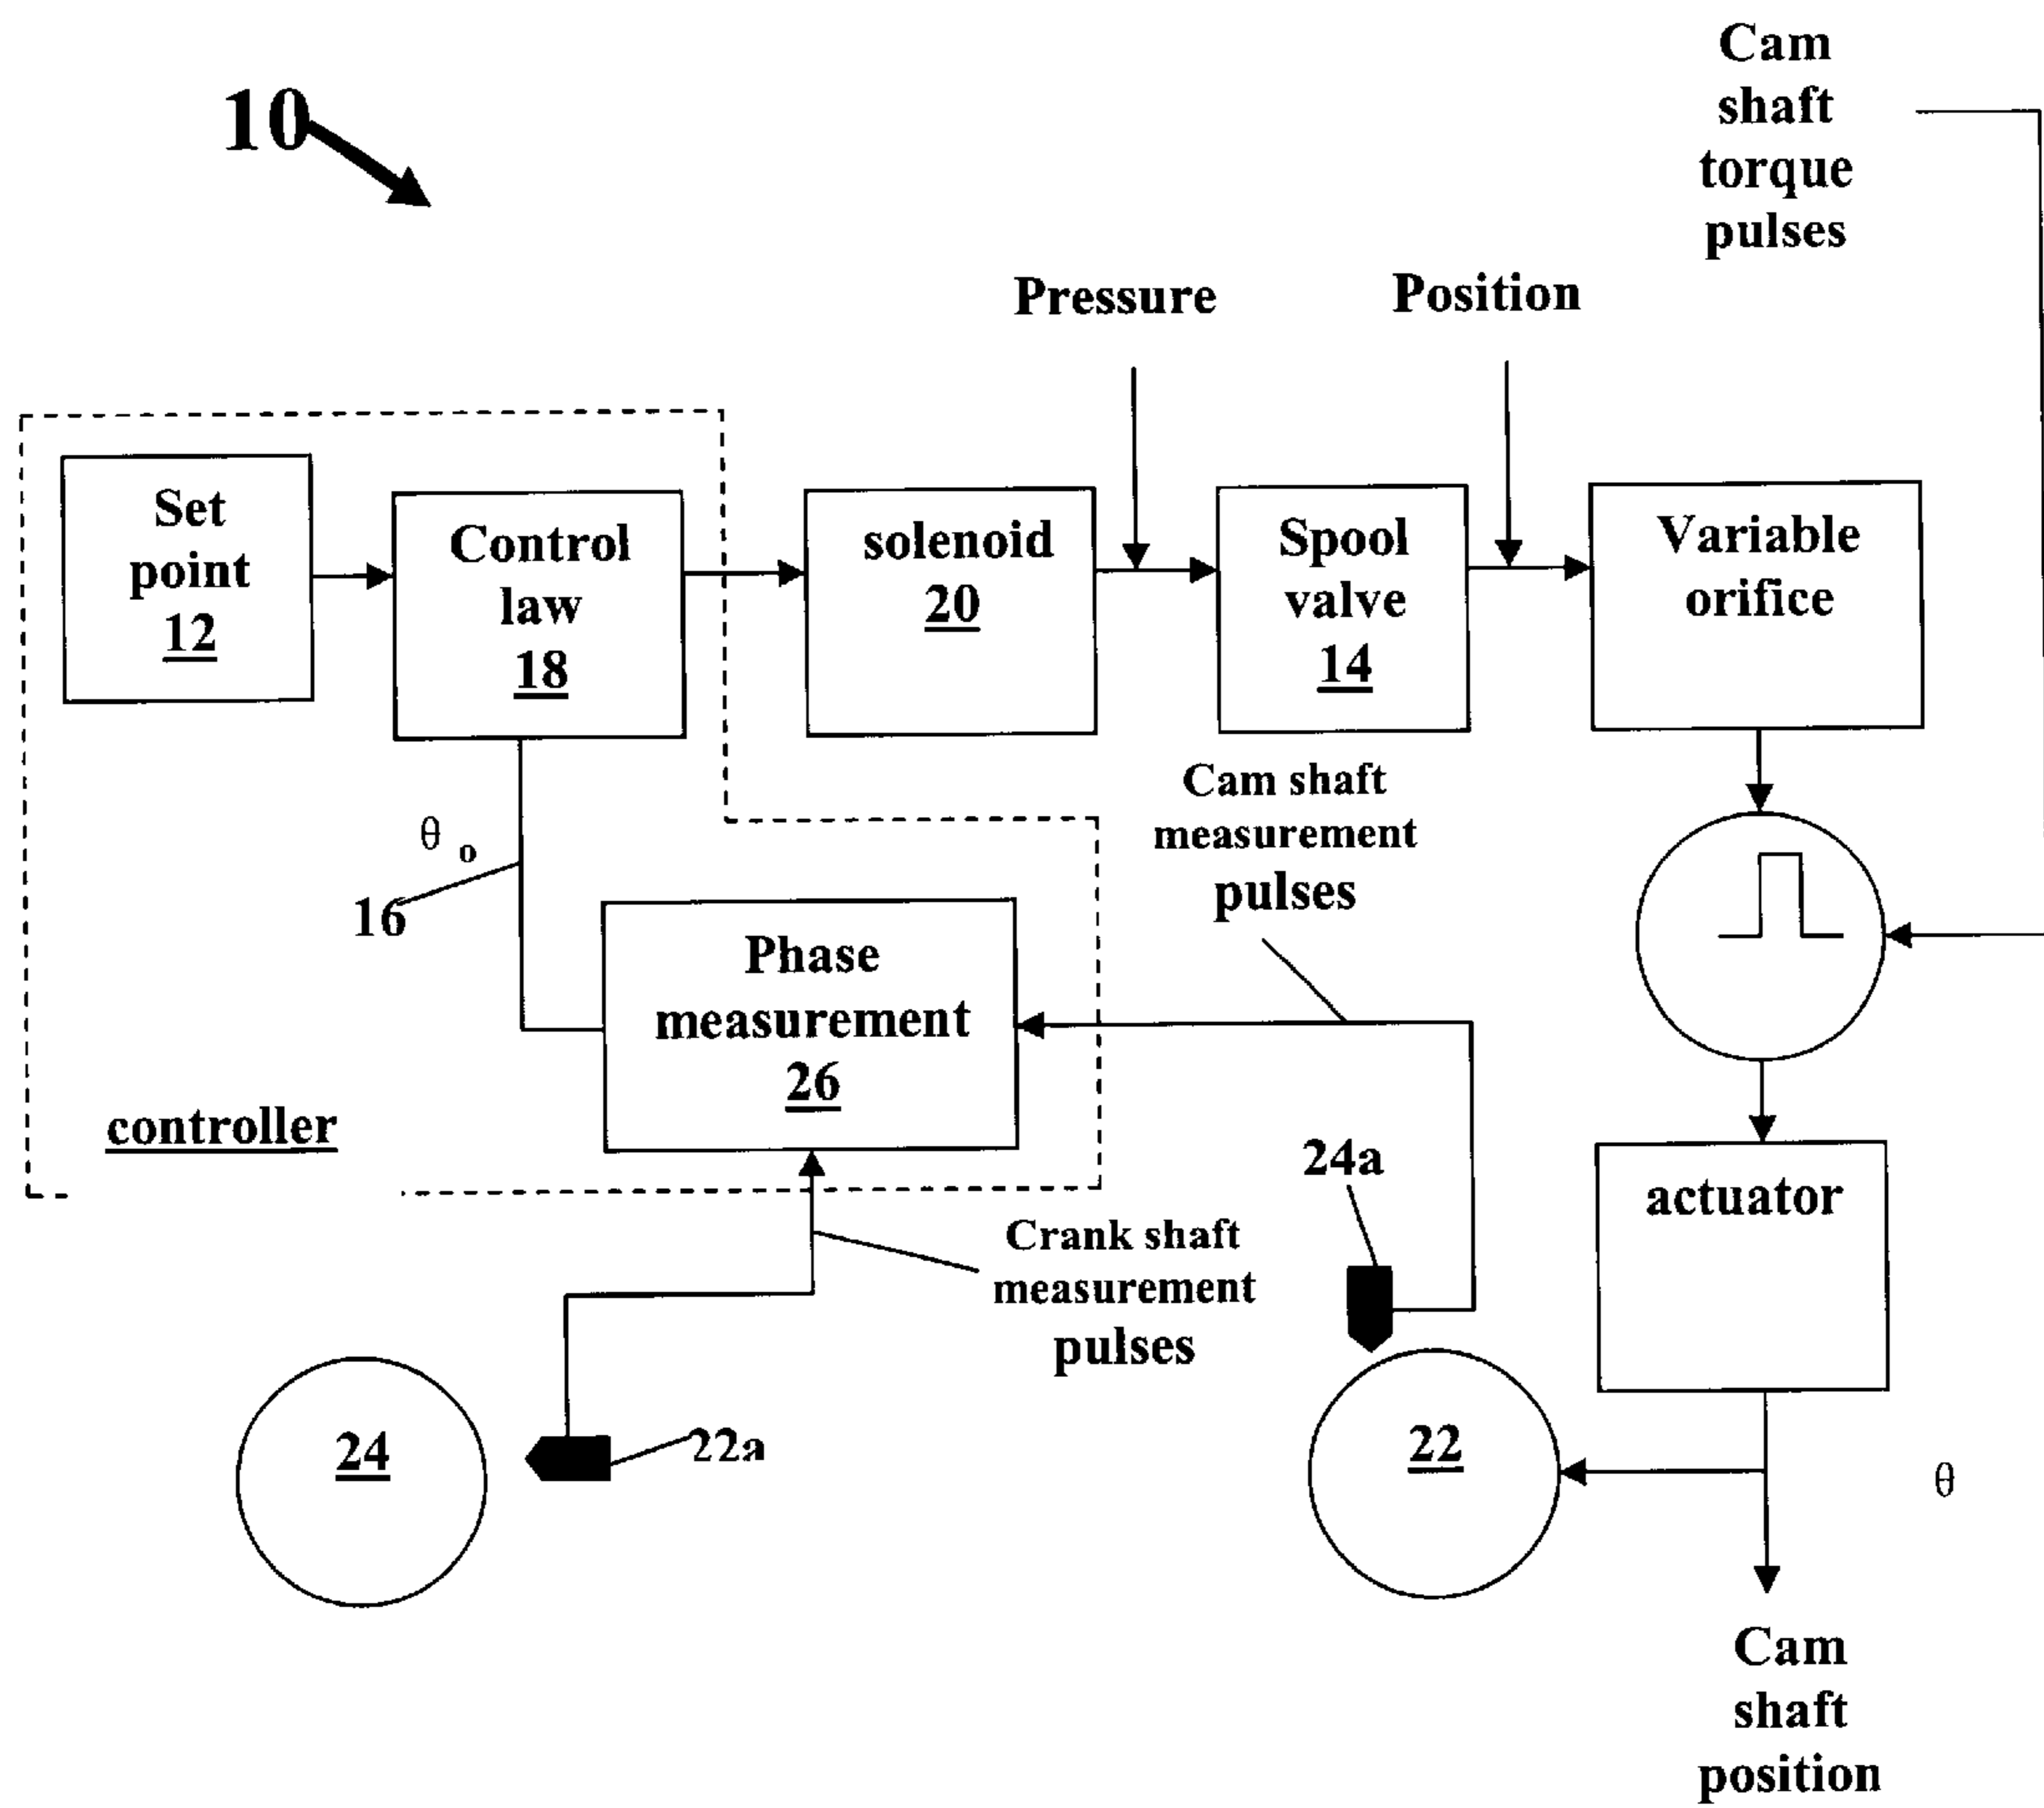 10
Cam
shaft
torque
pulses
Pressure
Position
Set
point
12
Control
law
18
solenoid
20
Spool
valve
14
Variable
orifice
θ o
16
Cam shaft
measurement
pulses
Phase
measurement
26
controller
24a
actuator
Crank shaft
measurement
pulses
24
22a
22
θ
Cam
shaft
position